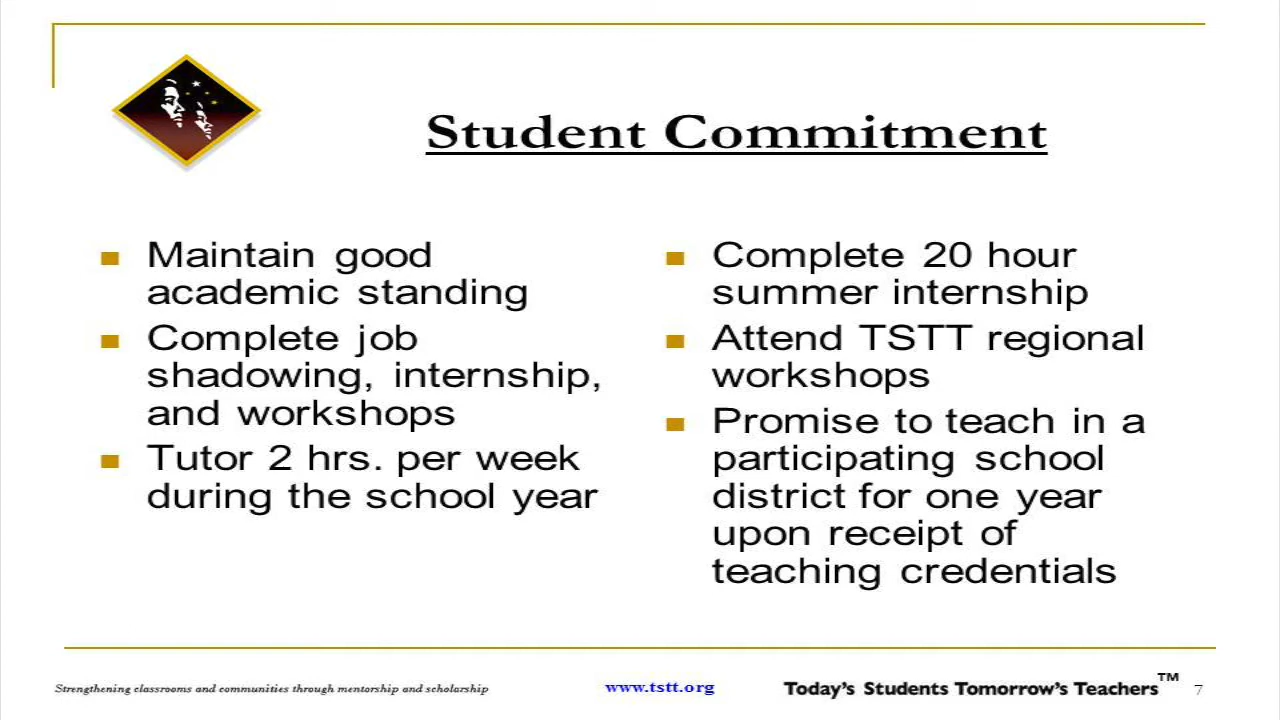 Student Commitment
Maintain good
academic standing
Complete job
shadowing, internship,
and workshops
Tutor 2 hrs. per week
during the school year
Complete 20 hour
summer internship
Attend TSTT regional
workshops
Promise to teach in a
participating school
district for one year
upon receipt of
teaching credentials
Strengthening classrooms and communities through mentorship and scholarship
www.tstt.org
Today's Students Tomorrow's Teachers™
7